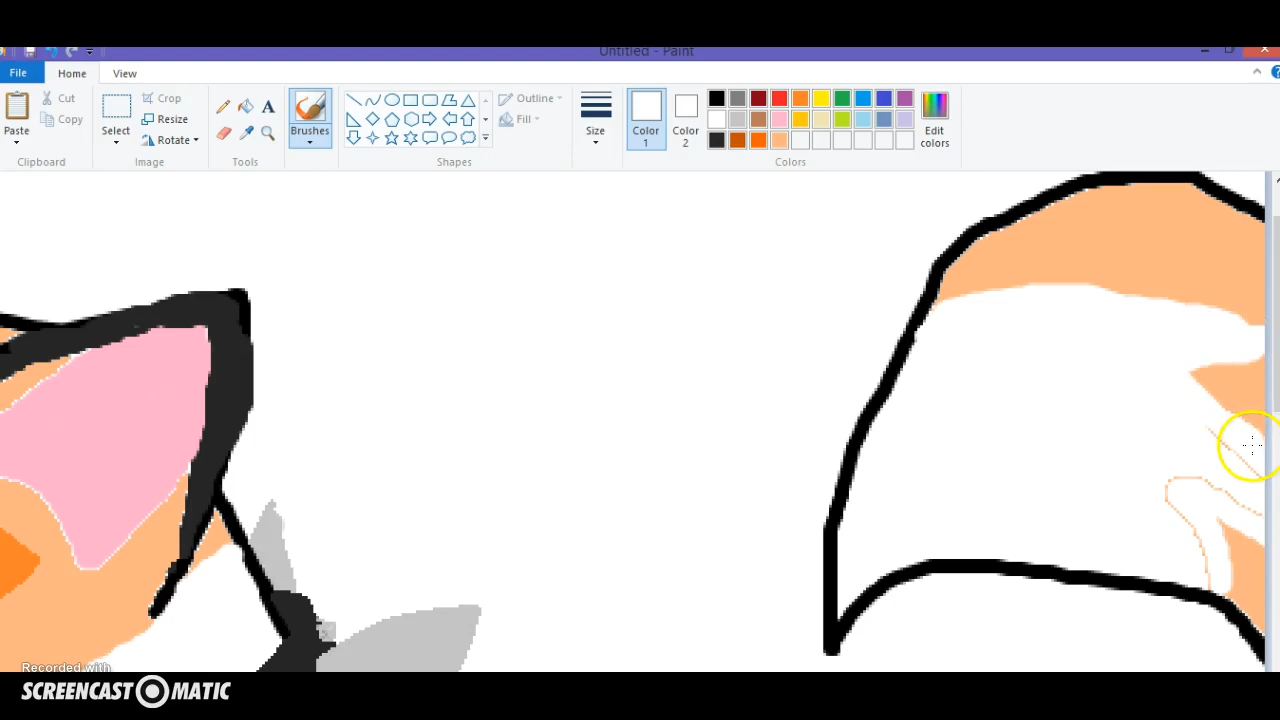 Untitled - Paint
File Home View
Cut
Copy
Paste
Clipboard
Select
Crop
Resize
Rotate
Image
A
Tools
Brushes
Outline
Fill
Shapes
Size
Color 1
Color 2
Edit colors
Colors
Recorded with
SCREENCAST-O-MATIC